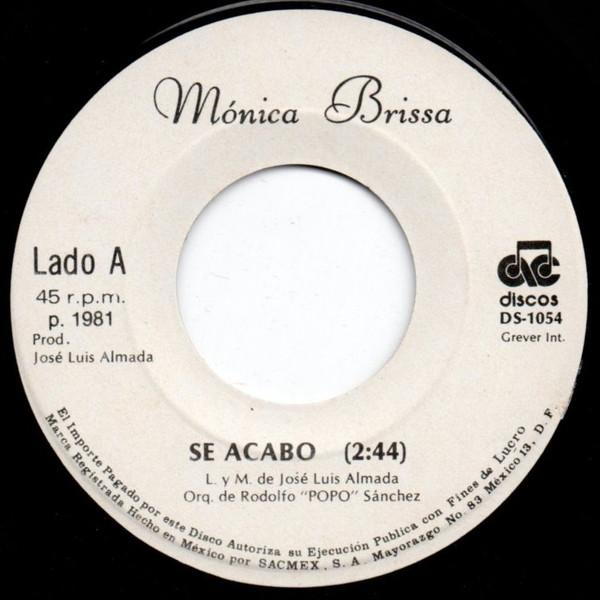 Mónica Brissa
Lado A
45 r.p.m.
p. 1981
Prod.
José Luis Almada
discos
DS-1054
Grever Int.
SE ACABO (2:44)
L. y M. de José Luis Almada
Orq. de Rodolfo "POPO" Sánchez
El Importe Pagado por este Disco Autoriza su Ejecución Publica con Fines de Lucro
Marca Registrada Hecho en México por SACMEX, S. A. Mayorazgo No. 83 México 13, D. F.